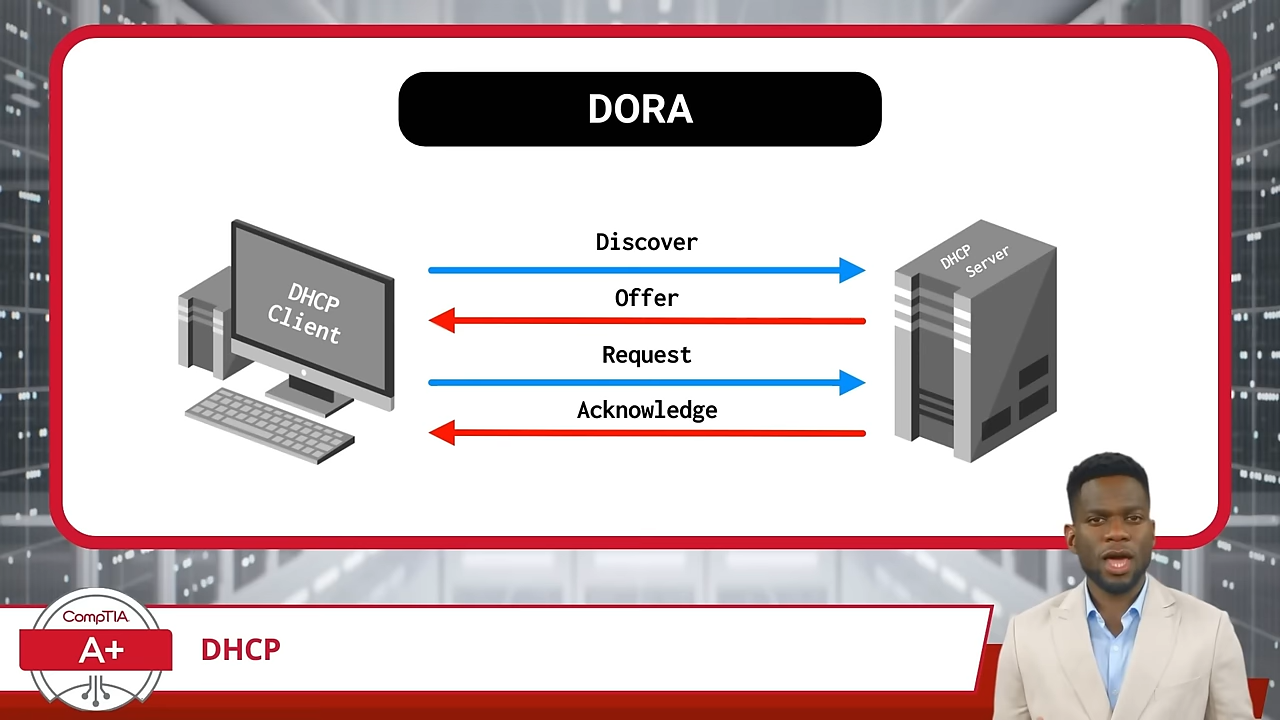 DORA
Discover
Offer
Request
Acknowledge
DHCP
Client
DHCP
Server
CompTIA
A+
DHCP